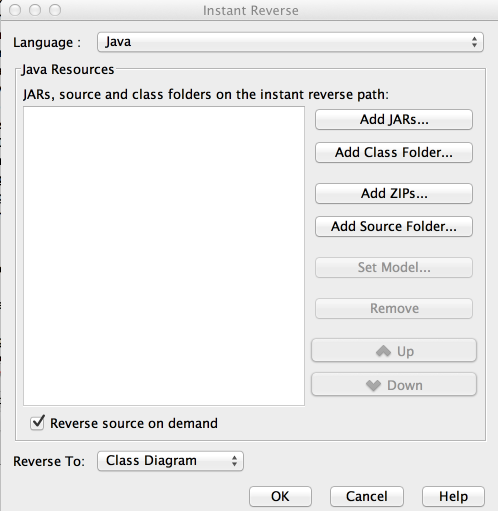 Instant Reverse
Language :
Java
Java Resources
JARs, source and class folders on the instant reverse path:
Add JARs...
Add Class Folder...
Add ZIPs...
Add Source Folder...
Set Model...
Remove
Up
Down
Reverse source on demand
Reverse To:
Class Diagram
OK
Cancel
Help